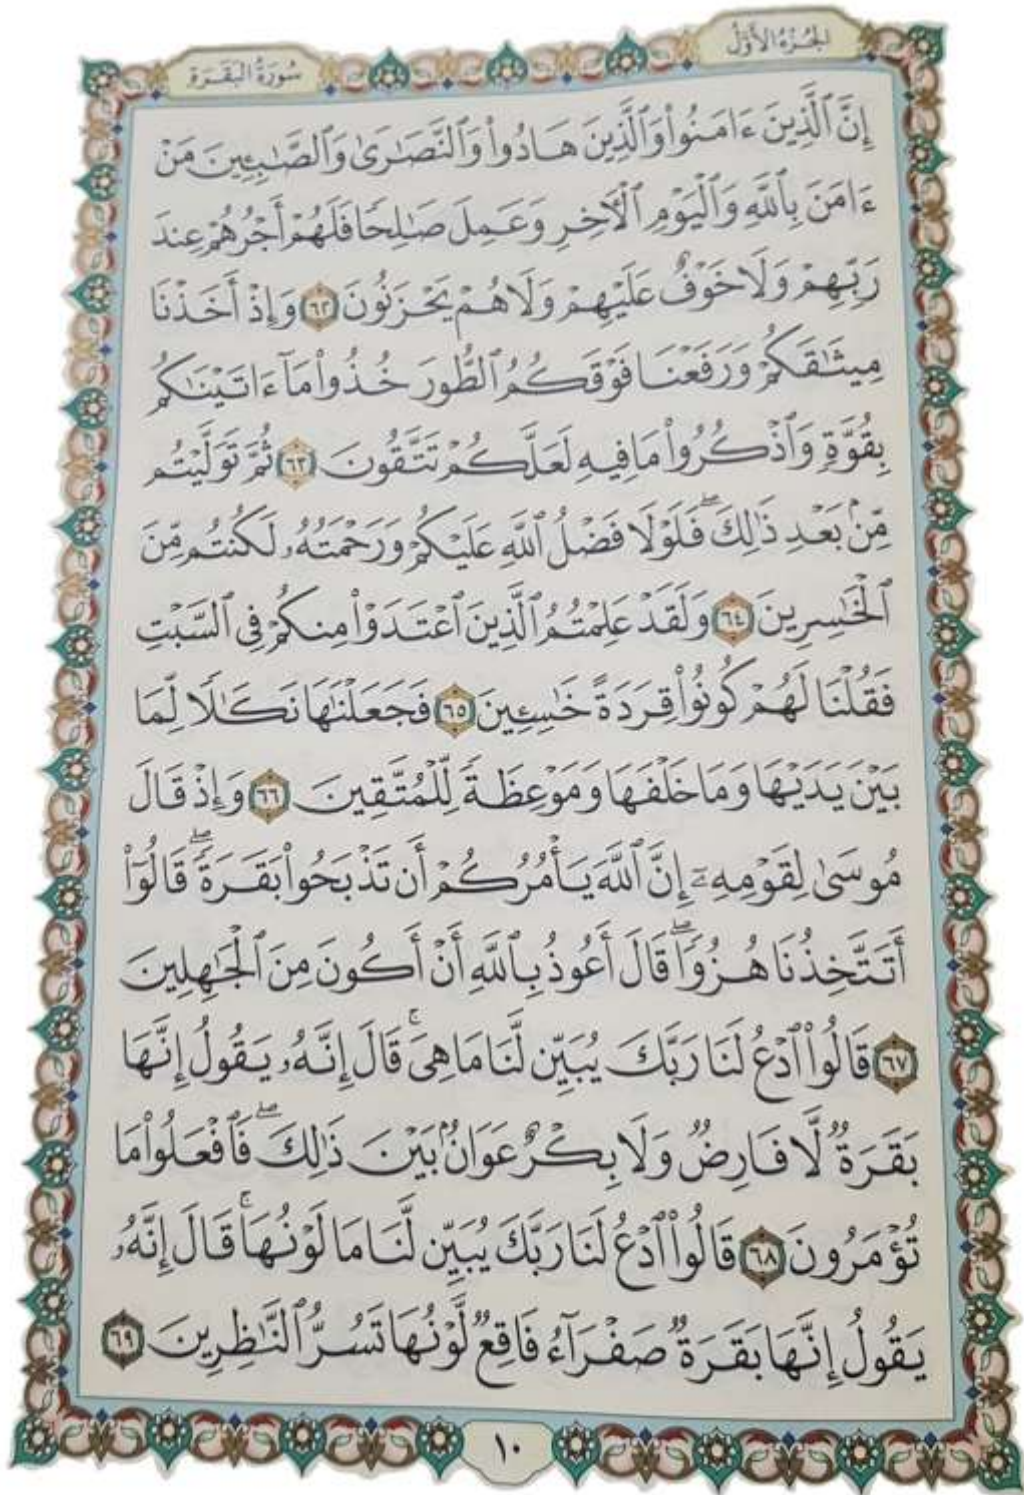 الجُزْءُ الأَوَّلُ
سُورَةُ البَقَرَةِ
إِنَّ ٱلَّذِينَ ءَامَنُوا۟ وَٱلَّذِينَ هَادُوا۟ وَٱلنَّصَٰرَىٰ وَٱلصَّٰبِـِٔينَ مَنْ
ءَامَنَ بِٱللَّهِ وَٱلْيَوْمِ ٱلْـَٔاخِرِ وَعَمِلَ صَٰلِحًا فَلَهُمْ أَجْرُهُمْ عِندَ
رَبِّهِمْ وَلَا خَوْفٌ عَلَيْهِمْ وَلَا هُمْ يَحْزَنُونَ ٦٢ وَإِذْ أَخَذْنَا
مِيثَٰقَكُمْ وَرَفَعْنَا فَوْقَكُمُ ٱلطُّورَ خُذُوا۟ مَآ ءَاتَيْنَٰكُم
بِقُوَّةٍ وَٱذْكُرُوا۟ مَا فِيهِ لَعَلَّكُمْ تَتَّقُونَ ٦٣ ثُمَّ تَوَلَّيْتُم
مِّنۢ بَعْدِ ذَٰلِكَ ۖ فَلَوْلَا فَضْلُ ٱللَّهِ عَلَيْكُمْ وَرَحْمَتُهُۥ لَكُنتُم مِّنَ
ٱلْخَٰسِرِينَ ٦٤ وَلَقَدْ عَلِمْتُمُ ٱلَّذِينَ ٱعْتَدَوْا۟ مِنكُمْ فِى ٱلسَّبْتِ
فَقُلْنَا لَهُمْ كُونُوا۟ قِرَدَةً خَٰسِـِٔينَ ٦٥ فَجَعَلْنَٰهَا نَكَٰلًا لِّمَا
بَيْنَ يَدَيْهَا وَمَا خَلْفَهَا وَمَوْعِظَةً لِّلْمُتَّقِينَ ٦٦ وَإِذْ قَالَ
مُوسَىٰ لِقَوْمِهِۦٓ إِنَّ ٱللَّهَ يَأْمُرُكُمْ أَن تَذْبَحُوا۟ بَقَرَةً ۖ قَالُوٓا۟
أَتَتَّخِذُنَا هُزُوًا ۖ قَالَ أَعُوذُ بِٱللَّهِ أَنْ أَكُونَ مِنَ ٱلْجَٰهِلِينَ
٦٧ قَالُوا۟ ٱدْعُ لَنَا رَبَّكَ يُبَيِّن لَّنَا مَا هِىَ ۚ قَالَ إِنَّهُۥ يَقُولُ إِنَّهَا
بَقَرَةٌ لَّا فَارِضٌ وَلَا بِكْرٌ عَوَانٌۢ بَيْنَ ذَٰلِكَ ۖ فَٱفْعَلُوا۟ مَا
تُؤْمَرُونَ ٦٨ قَالُوا۟ ٱدْعُ لَنَا رَبَّكَ يُبَيِّن لَّنَا مَا لَوْنُهَا ۚ قَالَ إِنَّهُۥ
يَقُولُ إِنَّهَا بَقَرَةٌ صَفْرَآءُ فَاقِعٌ لَّوْنُهَا تَسُرُّ ٱلنَّٰظِرِينَ ٦٩
١٠